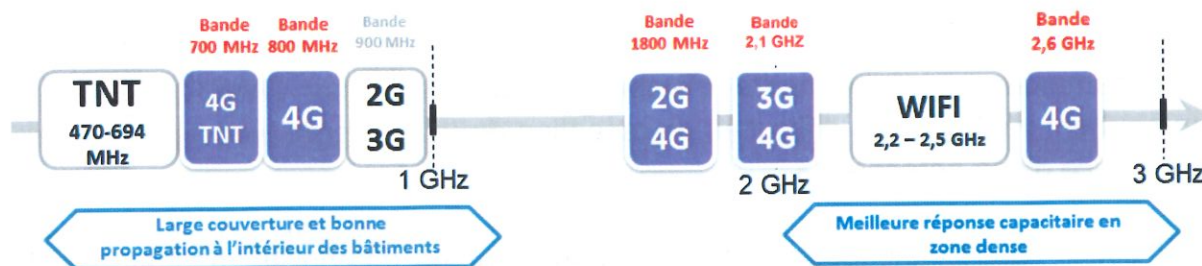 Bande
700 MHz
Bande
800 MHz
Bande
900 MHz
Bande
1800 MHz
Bande
2,1 GHZ
Bande
2,6 GHz
TNT
470-694
MHz
4G
TNT
4G
2G
3G
2G
4G
3G
4G
WIFI
2,2 – 2,5 GHz
4G
1 GHz
2 GHz
3 GHz
Large couverture et bonne
propagation à l'intérieur des bâtiments
Meilleure réponse capacitaire en
zone dense